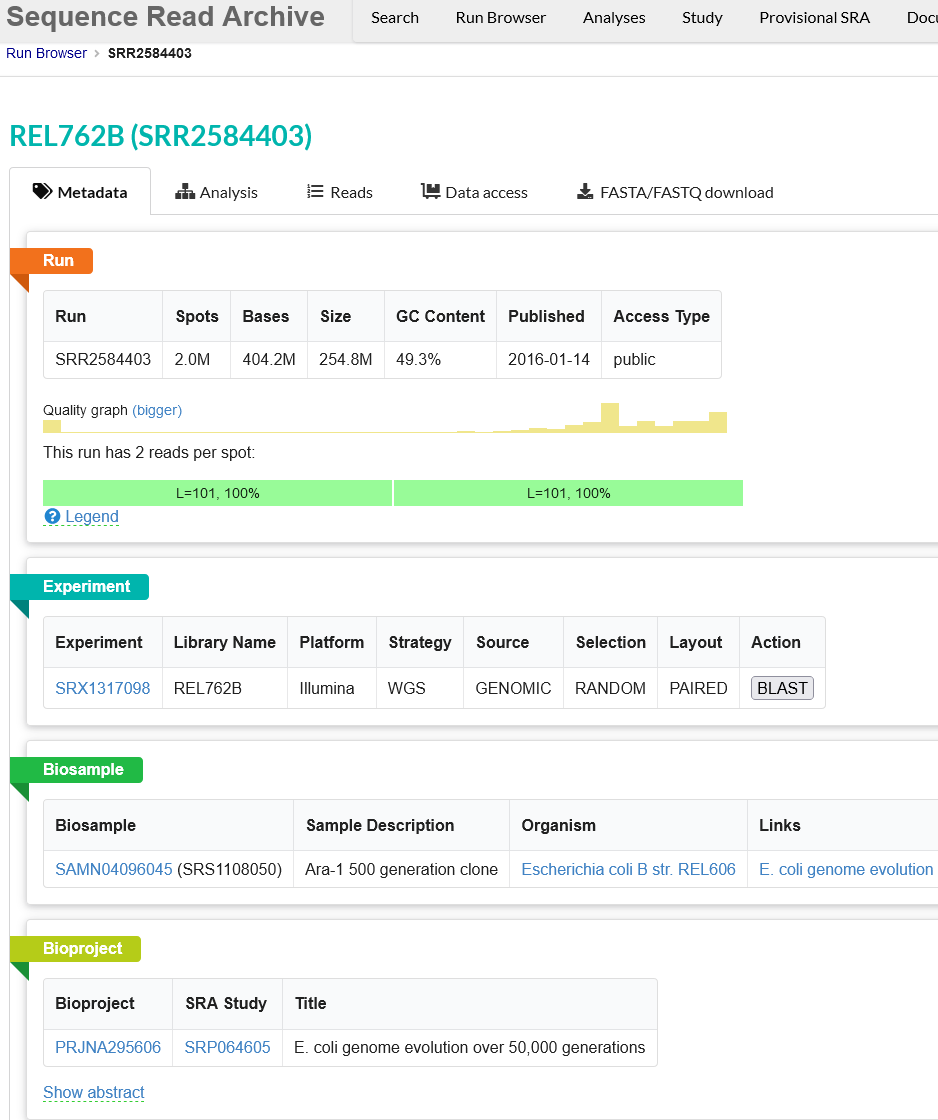 Sequence Read Archive
Search Run Browser Analyses Study Provisional SRA
Run Browser › SRR2584403
REL762B (SRR2584403)
Metadata Analysis Reads Data access FASTA/FASTQ download
Run
Run Spots Bases Size GC Content Published Access Type
SRR2584403 2.0M 404.2M 254.8M 49.3% 2016-01-14 public
Quality graph (bigger)
This run has 2 reads per spot:
L=101, 100% L=101, 100%
Legend
Experiment
Experiment Library Name Platform Strategy Source Selection Layout Action
SRX1317098 REL762B Illumina WGS GENOMIC RANDOM PAIRED BLAST
Biosample
Biosample Sample Description Organism Links
SAMN04096045 (SRS1108050) Ara-1 500 generation clone Escherichia coli B str. REL606 E. coli genome evolution
Bioproject
Bioproject SRA Study Title
PRJNA295606 SRP064605 E. coli genome evolution over 50,000 generations
Show abstract